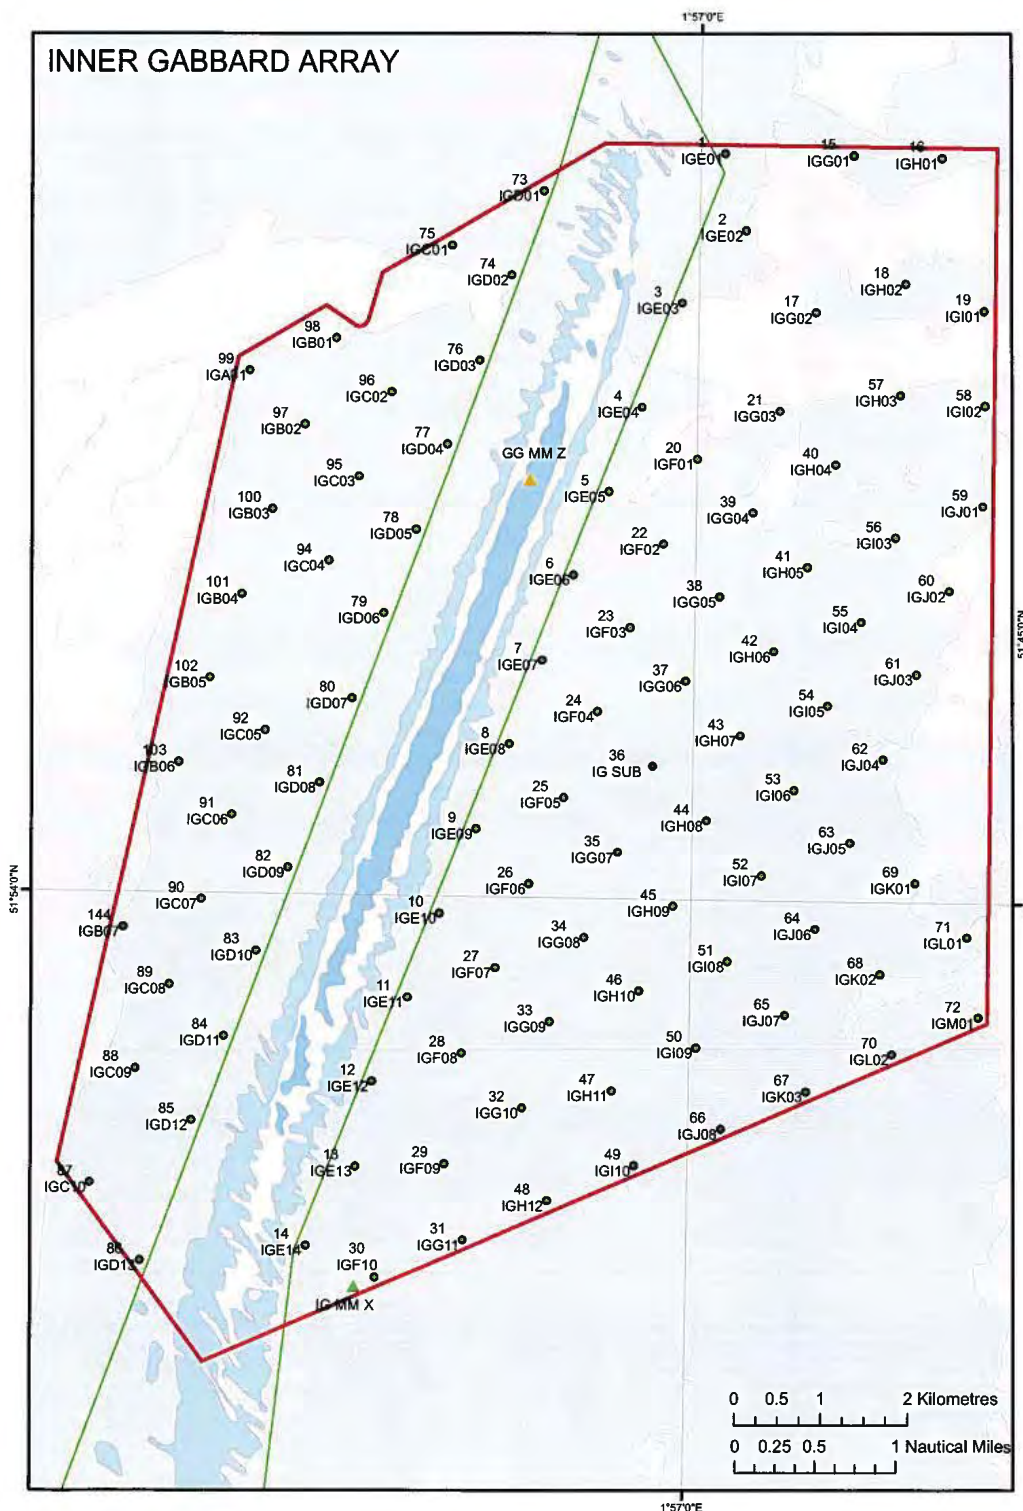 1°57'0"E
INNER GABBARD ARRAY
1
IGE01
15
IGG01
16
IGH01
73
IGD01
2
IGE02
75
IGC01
74
IGD02
18
IGH02
3
IGE03
17
IGG02
19
IGI01
98
IGB01
76
IGD03
99
IGA01
96
IGC02
57
IGH03
58
IGI02
4
IGE04
21
IGG03
97
IGB02
77
IGD04
GG MM Z
20
IGF01
40
IGH04
95
IGC03
5
IGE05
100
IGB03
39
IGG04
59
IGJ01
78
IGD05
22
IGF02
56
IGI03
94
IGC04
6
IGE06
41
IGH05
101
IGB04
38
IGG05
60
IGJ02
79
IGD06
23
IGF03
55
IGI04
51°45'0"N
7
IGE07
42
IGH06
102
IGB05
37
IGG06
61
IGJ03
80
IGD07
24
IGF04
54
IGI05
92
IGC05
8
IGE08
43
IGH07
103
IGB06
36
IG SUB
62
IGJ04
81
IGD08
25
IGF05
53
IGI06
91
IGC06
9
IGE09
44
IGH08
35
IGG07
63
IGJ05
82
IGD09
26
IGF06
52
IGI07
69
IGK01
51°54'0"N
90
IGC07
10
IGE10
45
IGH09
144
IGB07
34
IGG08
64
IGJ06
71
IGL01
83
IGD10
27
IGF07
51
IGI08
68
IGK02
89
IGC08
11
IGE11
46
IGH10
33
IGG09
65
IGJ07
72
IGM01
84
IGD11
28
IGF08
50
IGI09
70
IGL02
88
IGC09
12
IGE12
47
IGH11
67
IGK03
85
IGD12
32
IGG10
66
IGJ08
13
IGE13
29
IGF09
49
IGI10
87
IGC10
48
IGH12
14
IGE14
31
IGG11
86
IGD13
30
IGF10
IG MM X
0 0.5 1 2 Kilometres
0 0.25 0.5 1 Nautical Miles
1°57'0"E